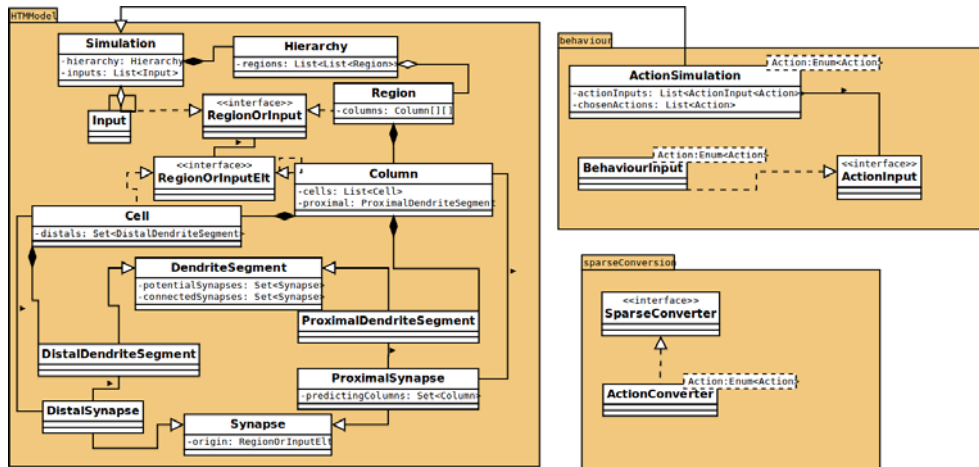 HTMModel
Simulation
-hierarchy: Hierarchy
-inputs: List<Input>
Hierarchy
-regions: List<List<Region>>
Input
<<interface>>
RegionOrInput
Region
-columns: Column[][]
<<interface>>
RegionOrInputElt
Column
-cells: List<Cell>
-proximal: ProximalDendriteSegment
Cell
-distals: Set<DistalDendriteSegment>
DendriteSegment
-potentialSynapses: Set<Synapse>
-connectedSynapses: Set<Synapse>
ProximalDendriteSegment
DistalDendriteSegment
ProximalSynapse
-predictingColumns: Set<Column>
DistalSynapse
Synapse
-origin: RegionOrInputElt
behaviour
Action:Enum<Action>
ActionSimulation
-actionInputs: List<ActionInput<Action>
-chosenActions: List<Action>
Action:Enum<Action>
BehaviourInput
<<interface>>
ActionInput
sparseConversion
<<interface>>
SparseConverter
Action:Enum<Action>
ActionConverter